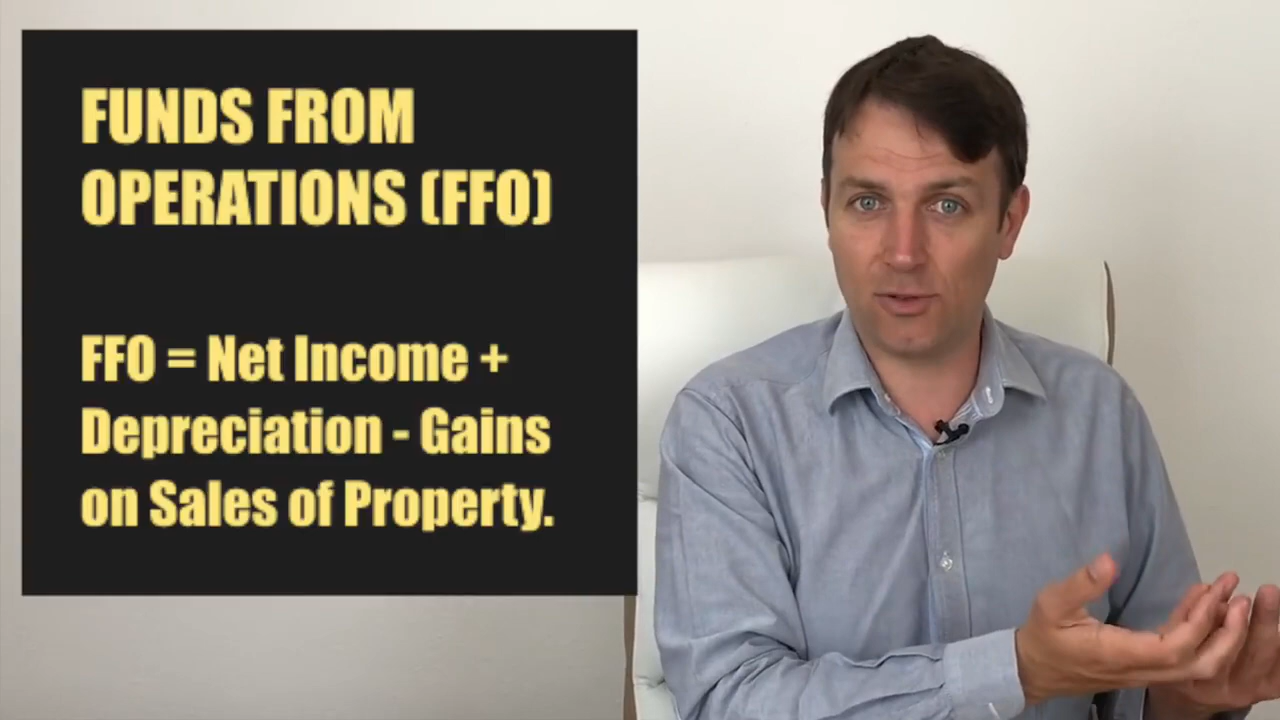 FUNDS FROM
OPERATIONS (FFO)
FFO = Net Income +
Depreciation - Gains
on Sales of Property.